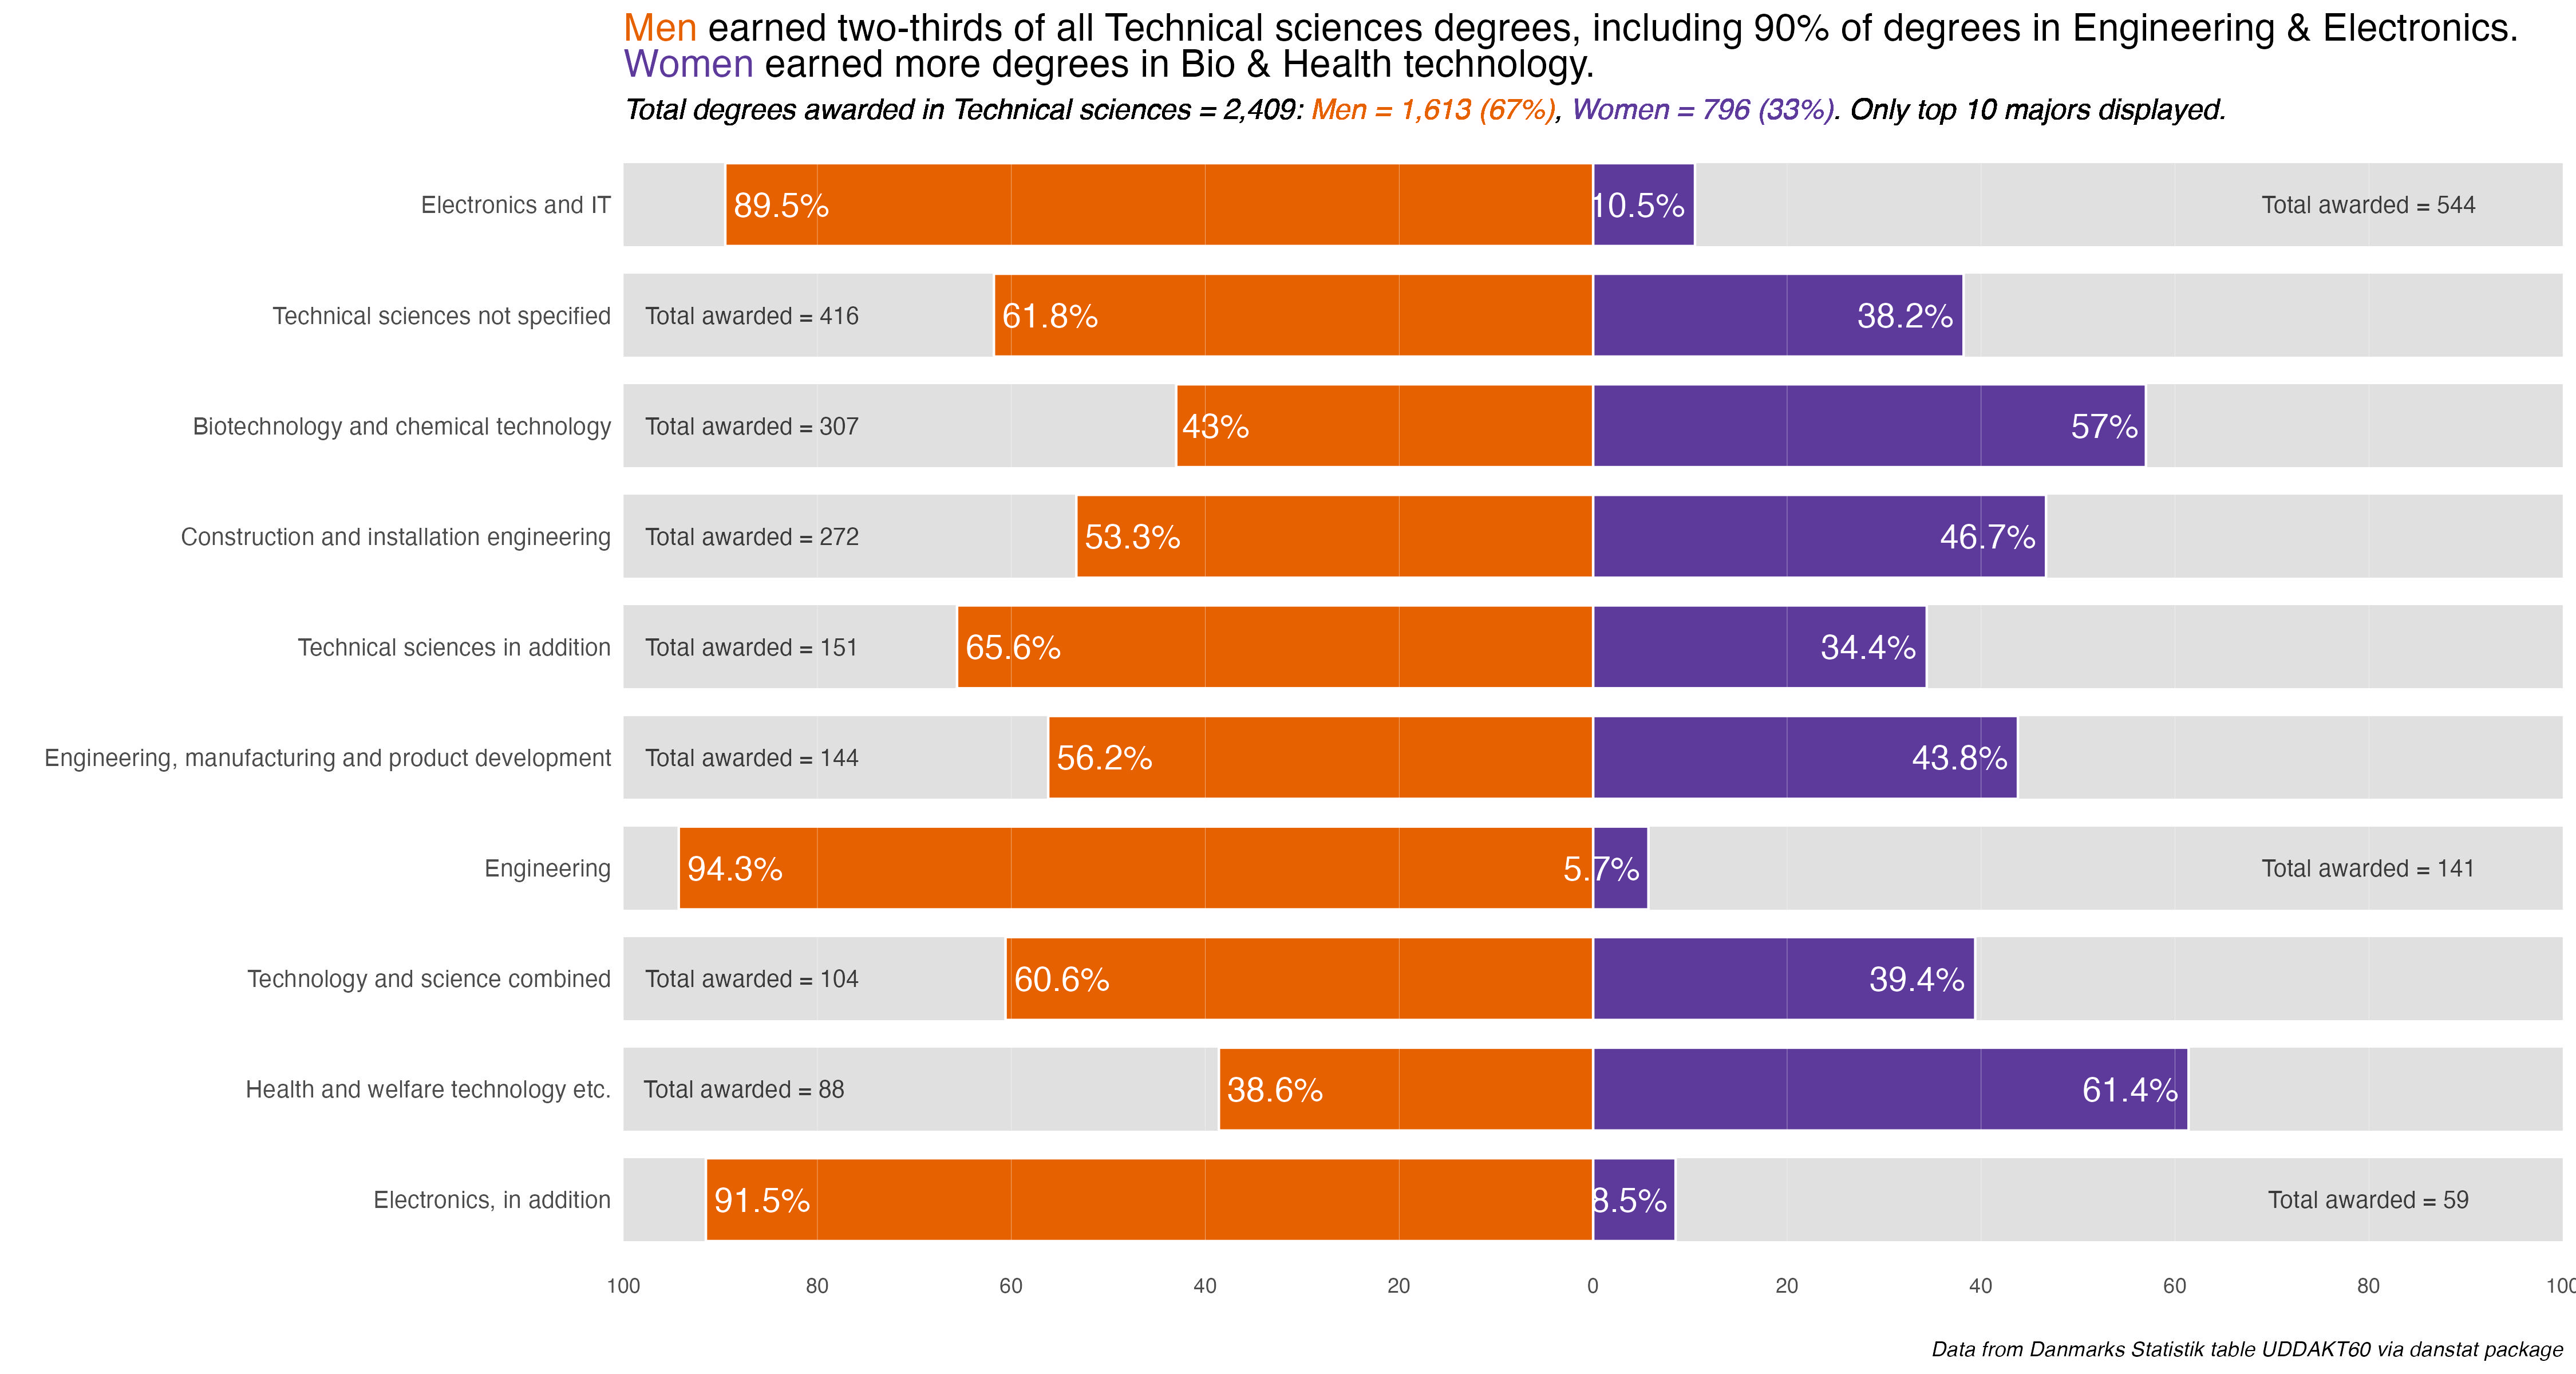 Men earned two-thirds of all Technical sciences degrees, including 90% of degrees in Engineering & Electronics.
Women earned more degrees in Bio & Health technology.
Total degrees awarded in Technical sciences = 2,409: Men = 1,613 (67%), Women = 796 (33%). Only top 10 majors displayed.
Electronics and IT 89.5% 10.5% Total awarded = 544
Technical sciences not specified Total awarded = 416 61.8% 38.2%
Biotechnology and chemical technology Total awarded = 307 43% 57%
Construction and installation engineering Total awarded = 272 53.3% 46.7%
Technical sciences in addition Total awarded = 151 65.6% 34.4%
Engineering, manufacturing and product development Total awarded = 144 56.2% 43.8%
Engineering 94.3% 5.7% Total awarded = 141
Technology and science combined Total awarded = 104 60.6% 39.4%
Health and welfare technology etc. Total awarded = 88 38.6% 61.4%
Electronics, in addition 91.5% 8.5% Total awarded = 59
100 80 60 40 20 0 20 40 60 80 100
Data from Danmarks Statistik table UDDAKT60 via danstat package